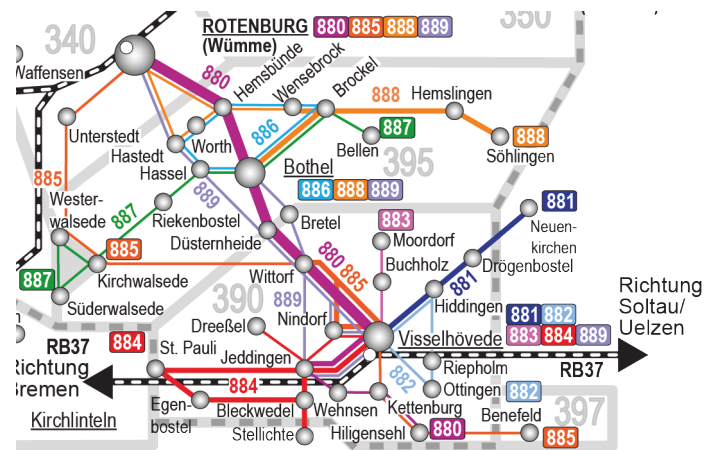 ROTENBURG 880 885 888 889
(Wümme)
350
340
Waffensen
880
Hemsbünde
Wensebrock
Brockel
888
Hemslingen
Unterstedt
Worth
886
Bellen
887
888
Söhlingen
Hastedt
Hassel
Bothel
395
885
886 888 889
Wester-
walsede
887
889
Riekenbostel
Bretel
883
881
Neuen-
kirchen
Düsternheide
885
880
885
Moordorf
Buchholz
Drögenbostel
887
Kirchwalsede
Wittorf
881
Süderwalsede
390
889
Hiddingen
Richtung
Soltau/
Uelzen
Nindorf
881 882
Dreeßel
Visselhövede
883 884 889
RB37
884
St. Pauli
Jeddingen
Richtung
Bremen
884
882
Riepholm
RB37
Ottingen
882
Kirchlinteln
Egen-
bostel
Bleckwedel
Wehnsen
Kettenburg
Benefeld
397
Stellichte
Hiligensehl
880
885